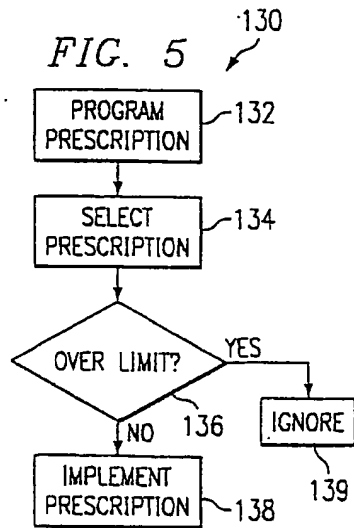 FIG. 5
130
PROGRAM
PRESCRIPTION
132
SELECT
PRESCRIPTION
134
OVER LIMIT?
YES
136
NO
IGNORE
139
IMPLEMENT
PRESCRIPTION
138